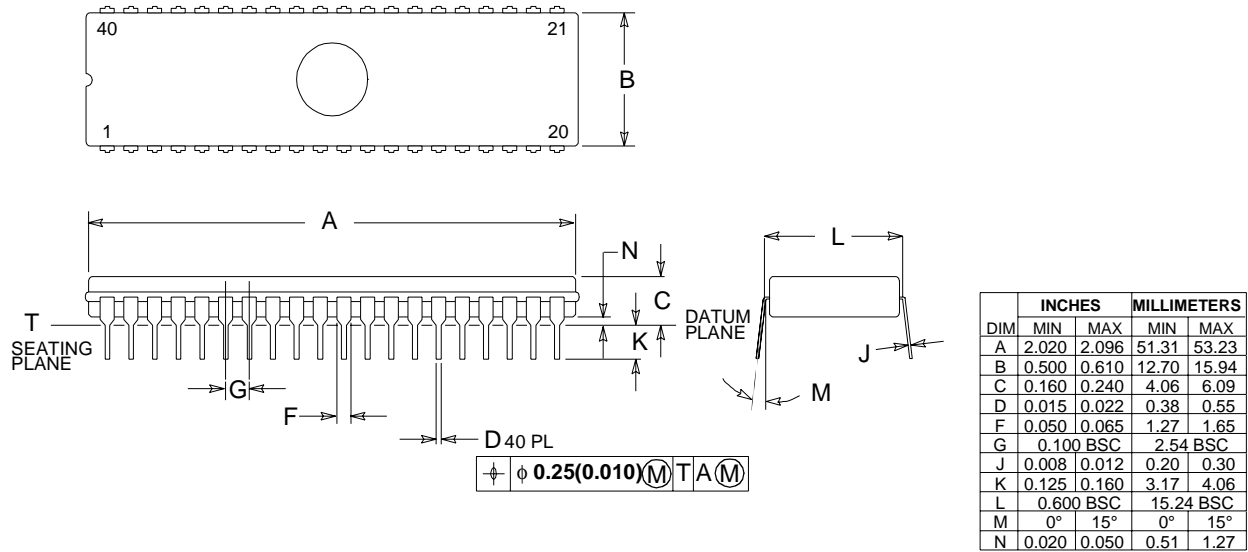 40 21
B
1 20
A
N
C
T
SEATING
PLANE
K
G
F
D 40 PL
⌖ ϕ 0.25(0.010)Ⓜ T AⓂ
L
DATUM
PLANE
J
M
INCHES MILLIMETERS
DIM MIN MAX MIN MAX
A 2.020 2.096 51.31 53.23
B 0.500 0.610 12.70 15.94
C 0.160 0.240 4.06 6.09
D 0.015 0.022 0.38 0.55
F 0.050 0.065 1.27 1.65
G 0.100 BSC 2.54 BSC
J 0.008 0.012 0.20 0.30
K 0.125 0.160 3.17 4.06
L 0.600 BSC 15.24 BSC
M 0° 15° 0° 15°
N 0.020 0.050 0.51 1.27